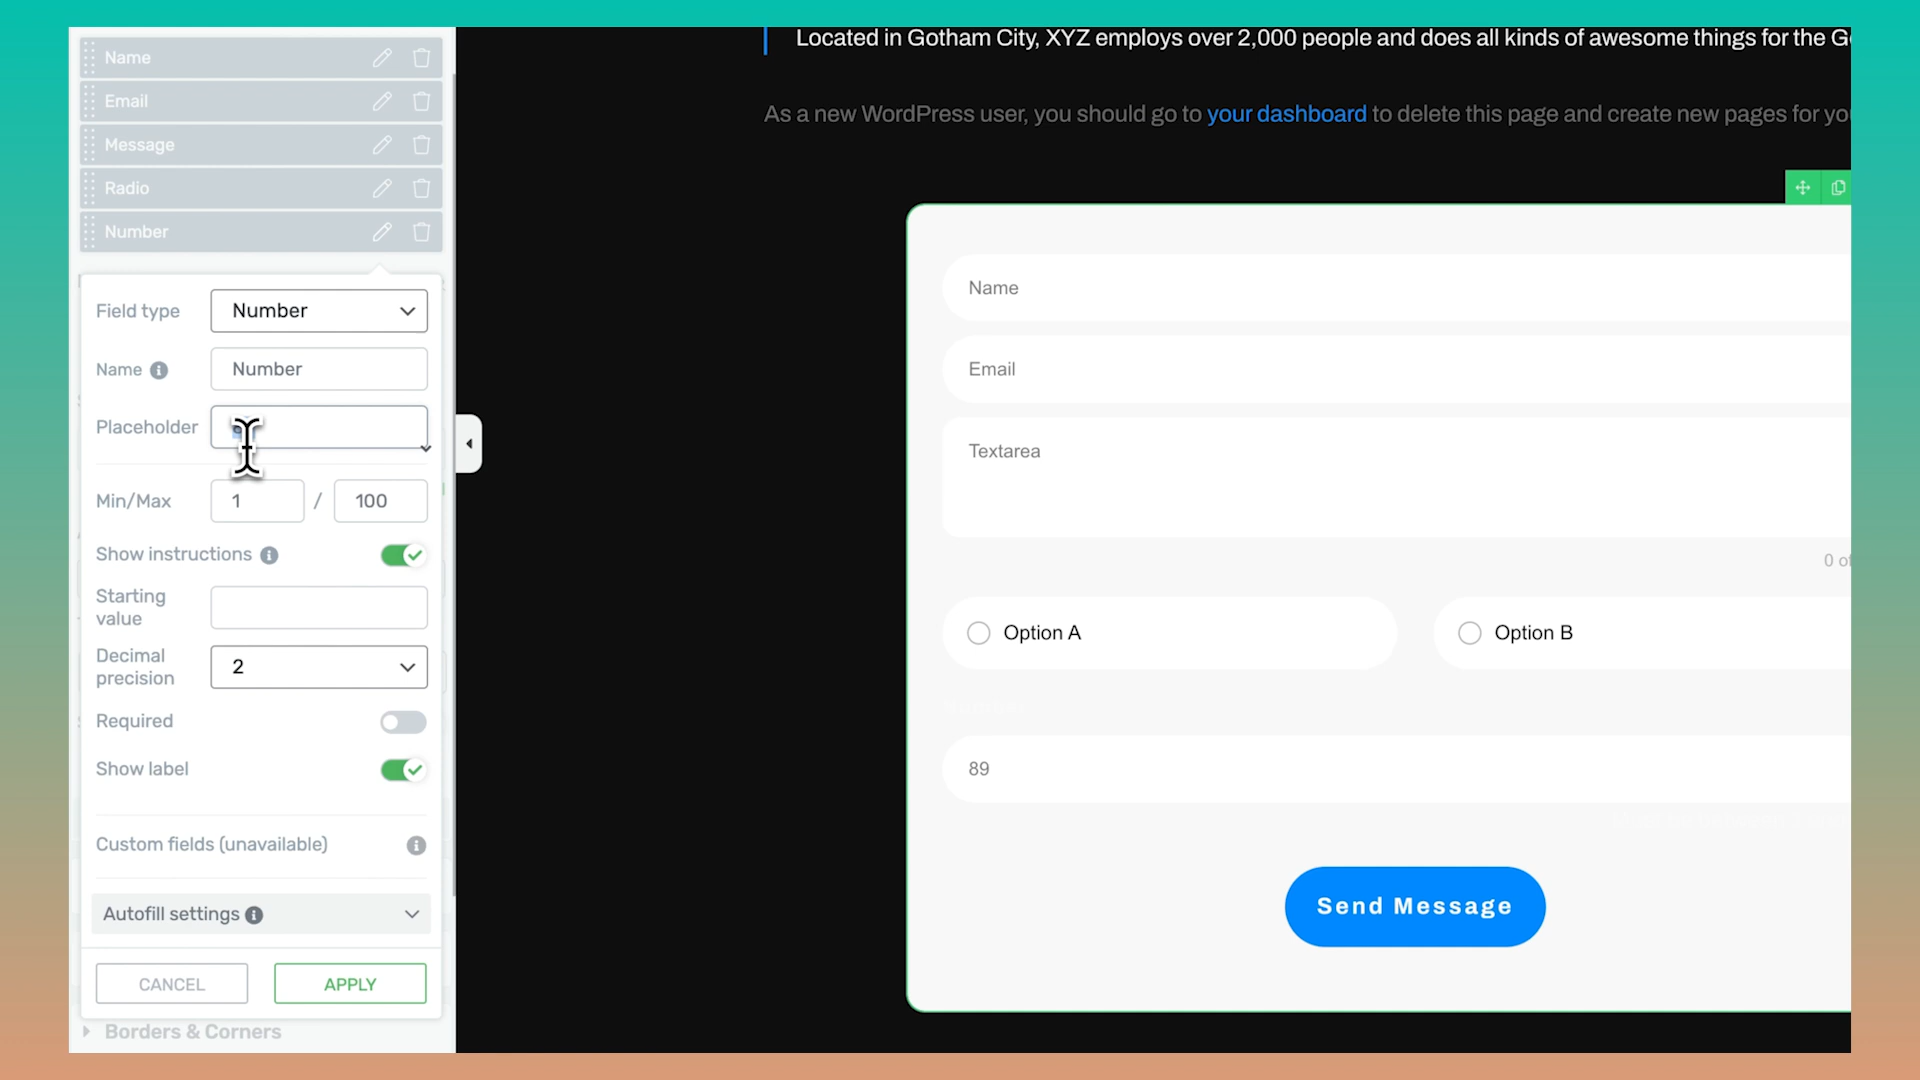 Name
Email
Message
Radio
Number
Field type
Number
Name
Number
Placeholder
Min/Max
1
/
100
Show instructions
Starting
value
Decimal
precision
2
Required
Show label
Custom fields (unavailable)
Autofill settings
CANCEL
APPLY
Borders & Corners
Located in Gotham City, XYZ employs over 2,000 people and does all kinds of awesome things for the
As a new WordPress user, you should go to your dashboard to delete this page and create new pages for
Name
Email
Textarea
0
Option A
Option B
89
Send Message